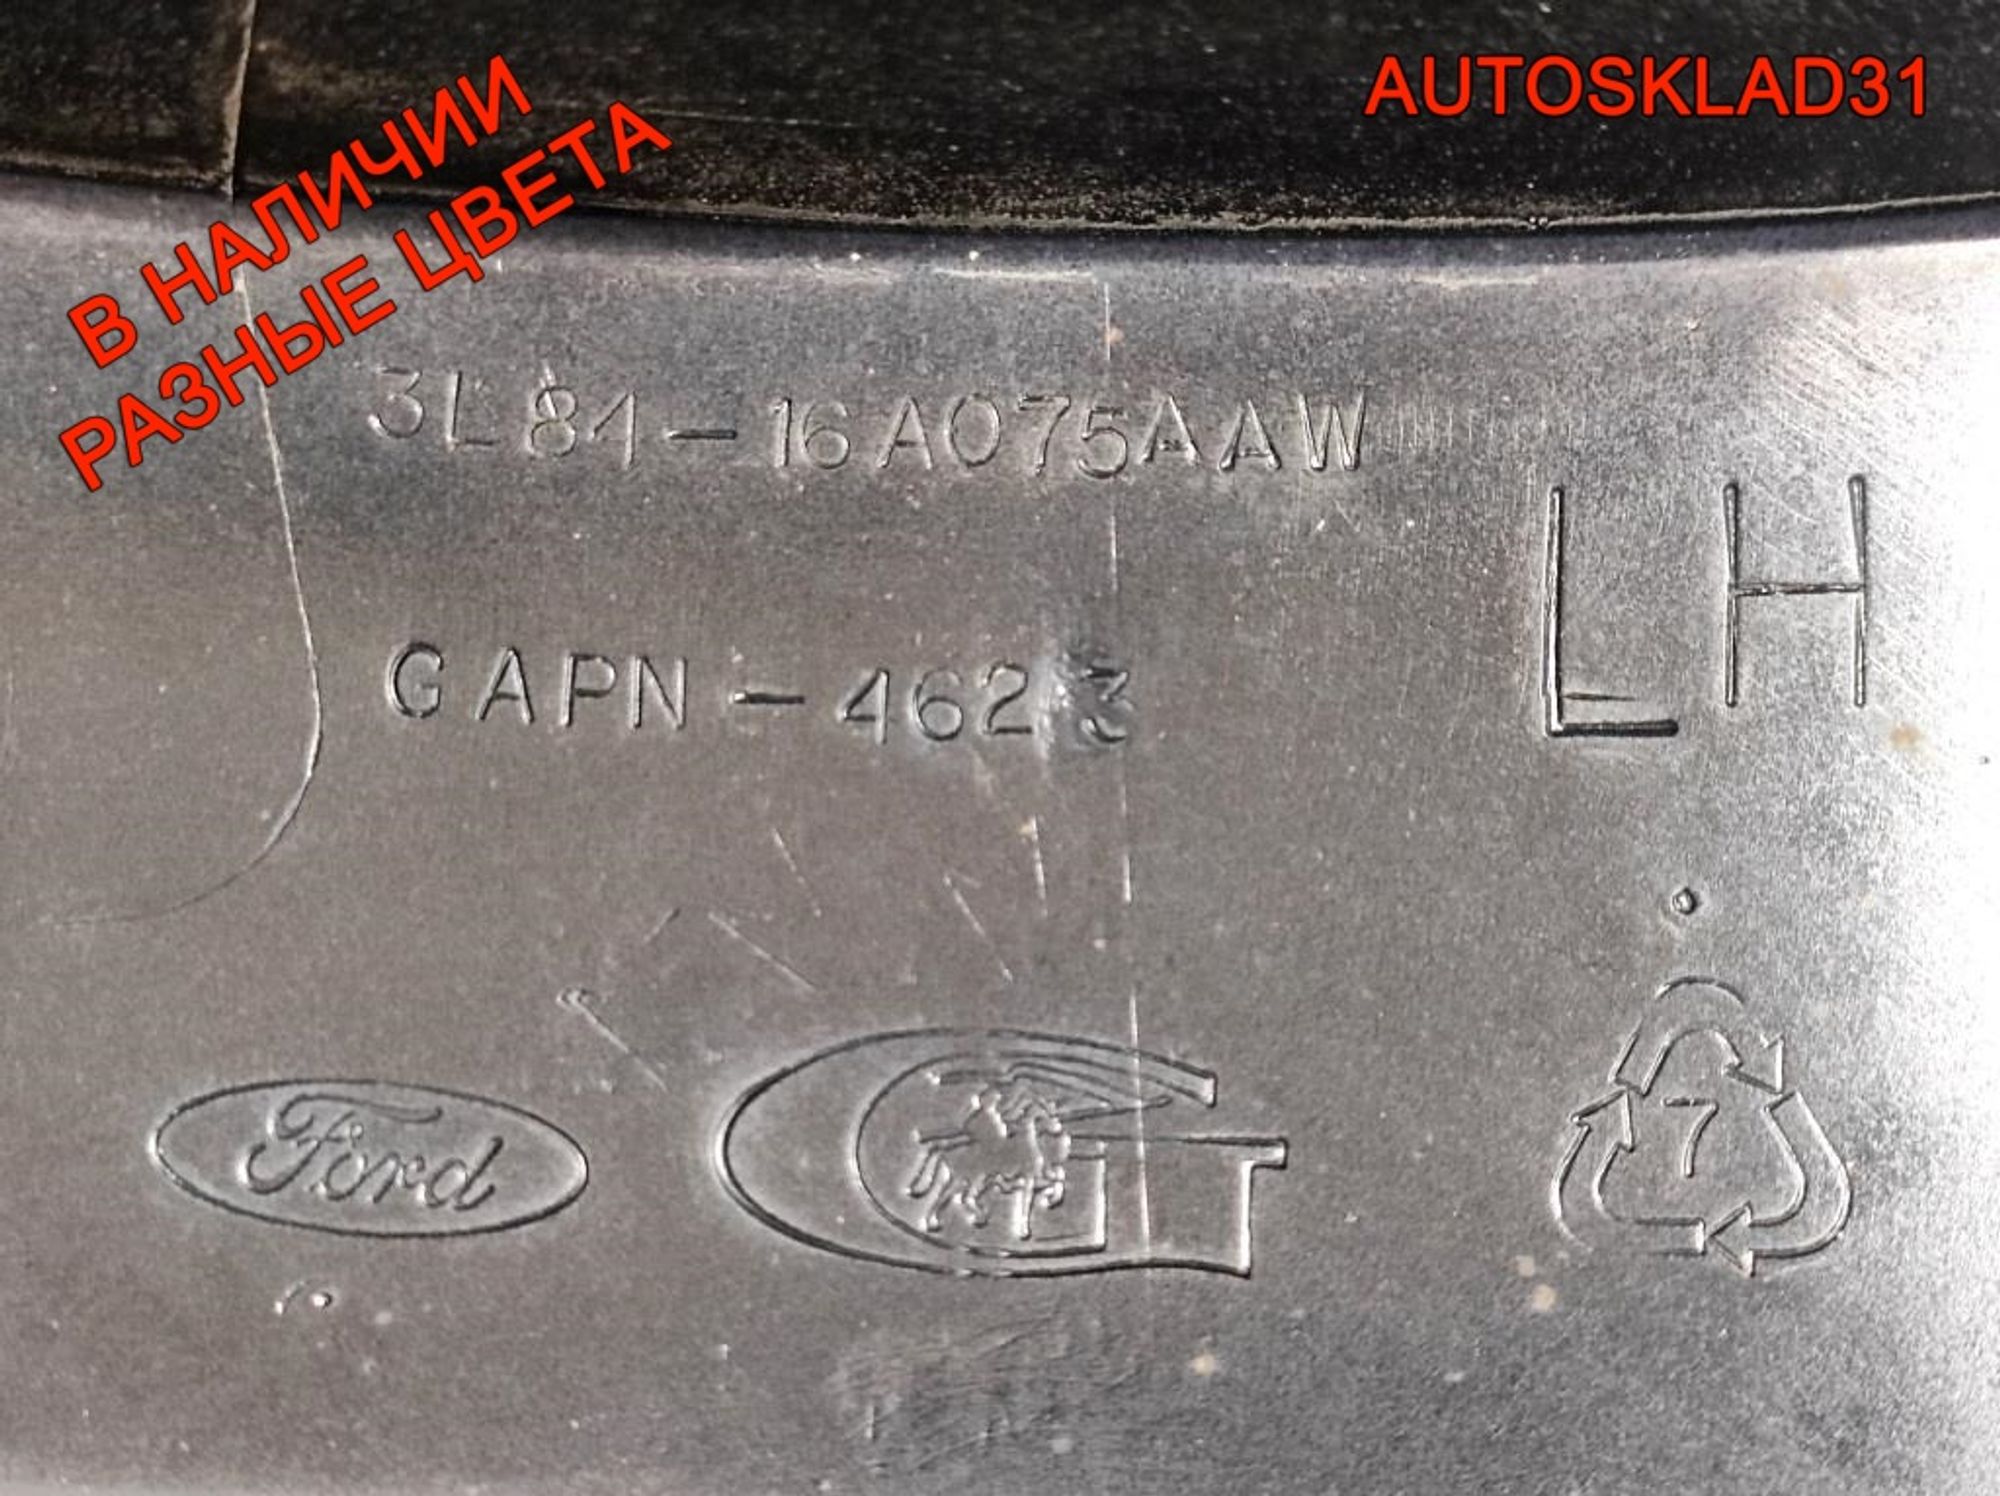 AUTOSKLAD31
В НАЛИЧИИ
РАЗНЫЕ ЦВЕТА
3L84-16A075AAW
LH
GAPN-4623
Ford
G
7